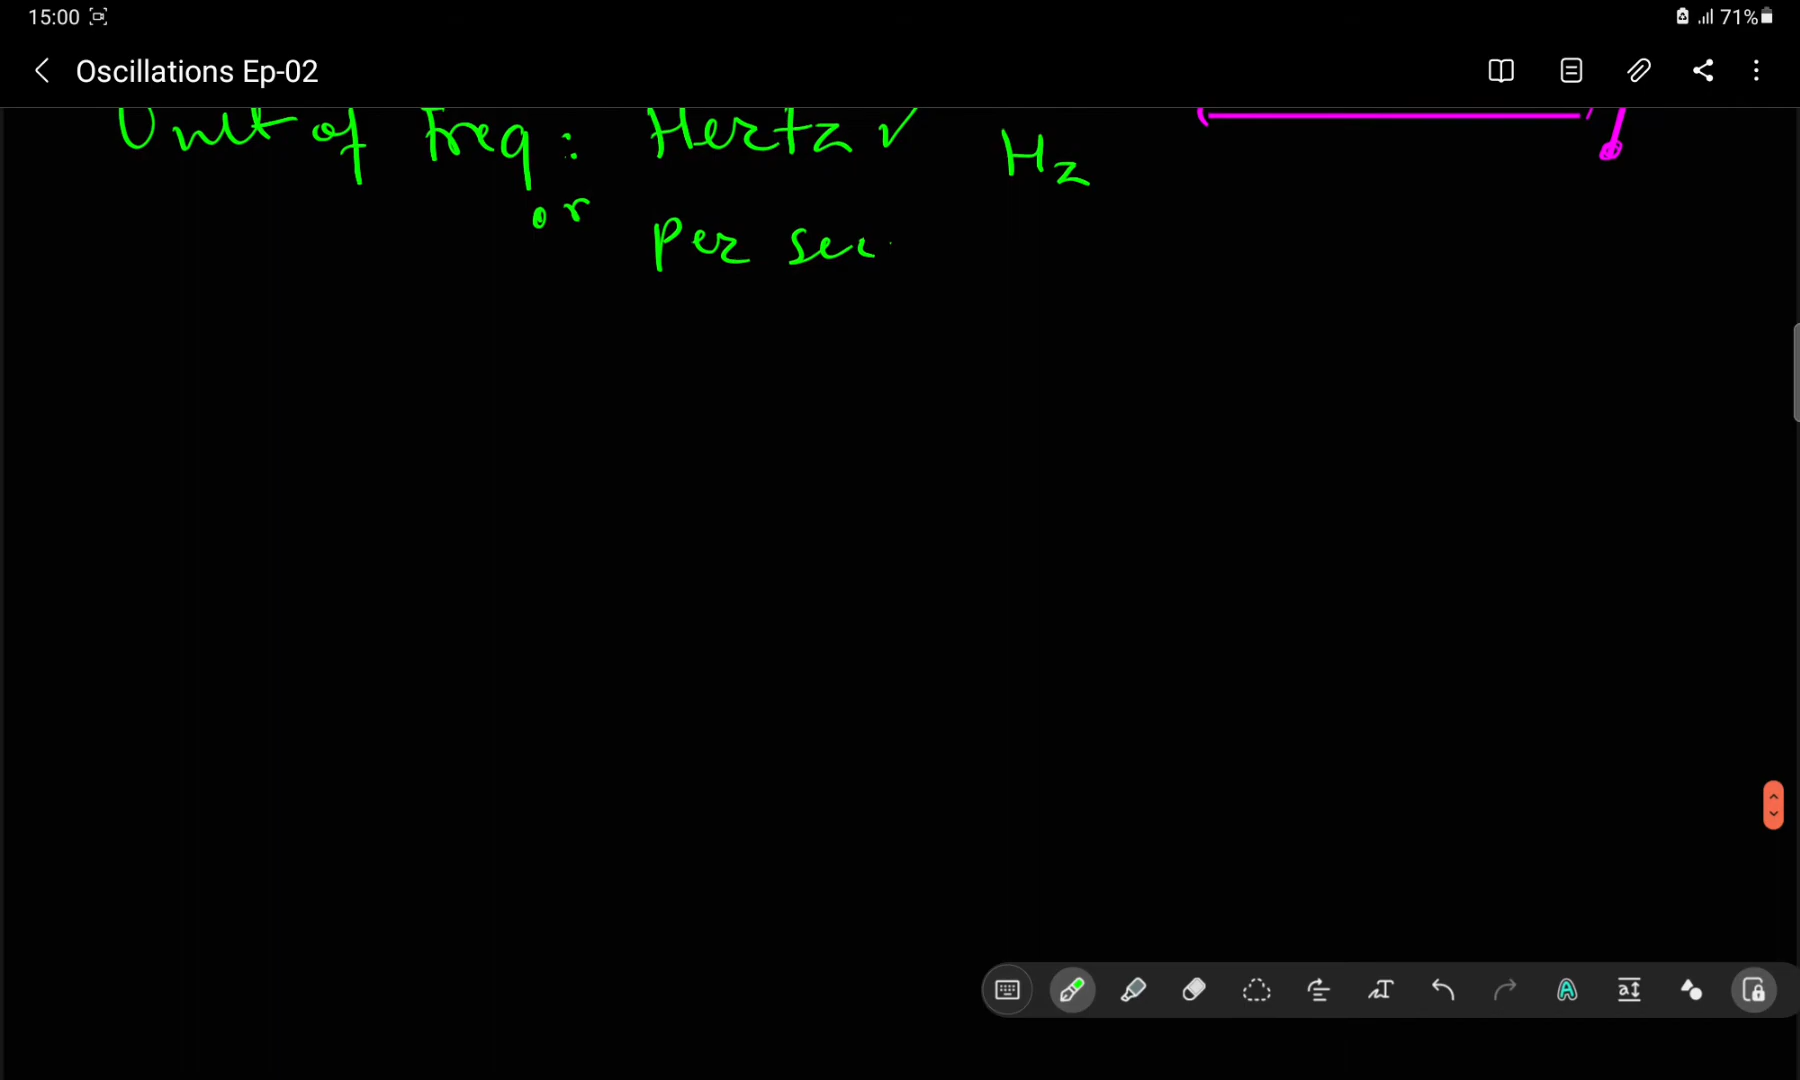 15:00 71%
Oscillations Ep-02
Unit of Freq : Hertz ✓ Hz
or
per sec.